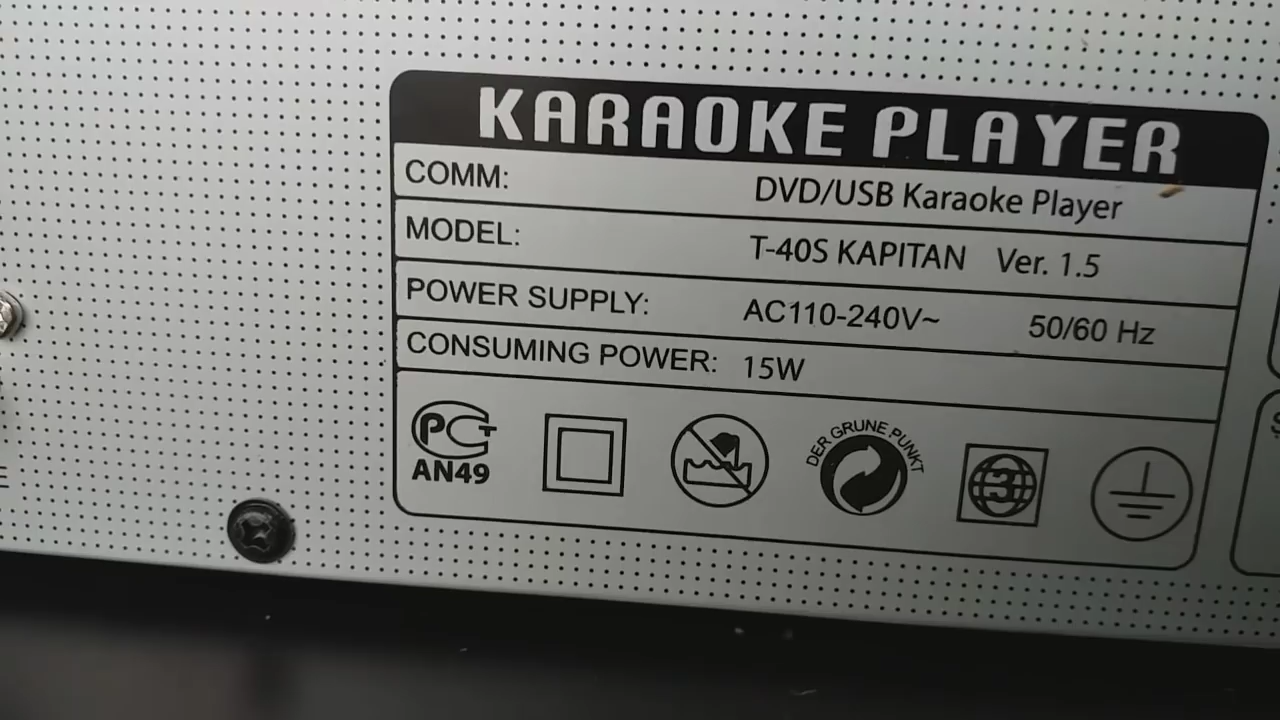 KARAOKE PLAYER
COMM: DVD/USB Karaoke Player
MODEL: T-40S KAPITAN Ver. 1.5
POWER SUPPLY: AC110-240V~ 50/60 Hz
CONSUMING POWER: 15W
РСТ
AN49
DER GRUNE PUNKT
3